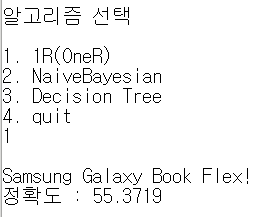 알고리즘 선택
1. 1R(OneR)
2. NaiveBayesian
3. Decision Tree
4. quit
1
Samsung Galaxy Book Flex!
정확도 : 55.3719